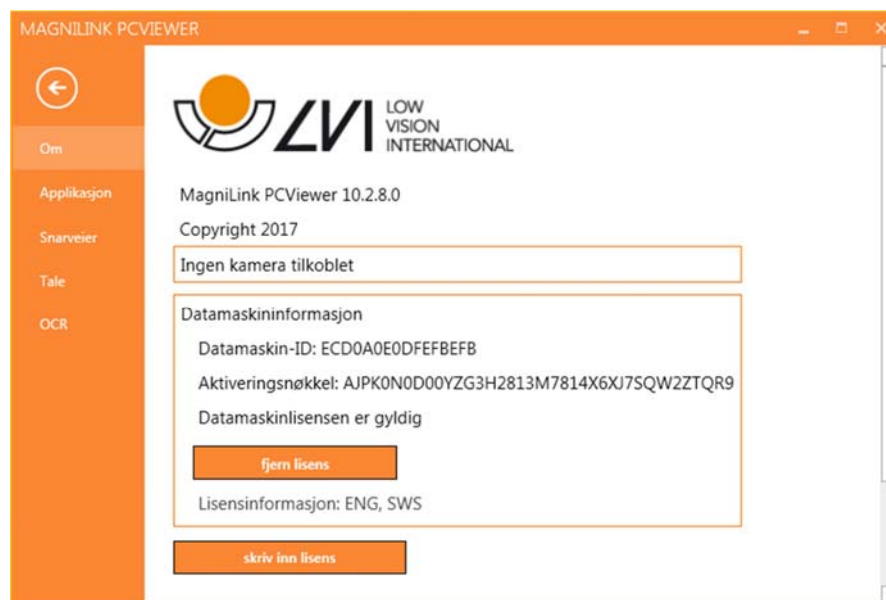 MAGNILINK PCVIEWER
Om
Applikasjon
Snarveier
Tale
OCR
LVI
LOW
VISION
INTERNATIONAL
MagniLink PCViewer 10.2.8.0
Copyright 2017
Ingen kamera tilkoblet
Datamaskininformasjon
Datamaskin-ID: ECD0A0E0DFEFBEFB
Aktiveringsnøkkel: AJPK0N0D00YZG3H2813M7814X6XJ7SQW2ZTQR9
Datamaskinlisensen er gyldig
fjern lisens
Lisensinformasjon: ENG, SWS
skriv inn lisens